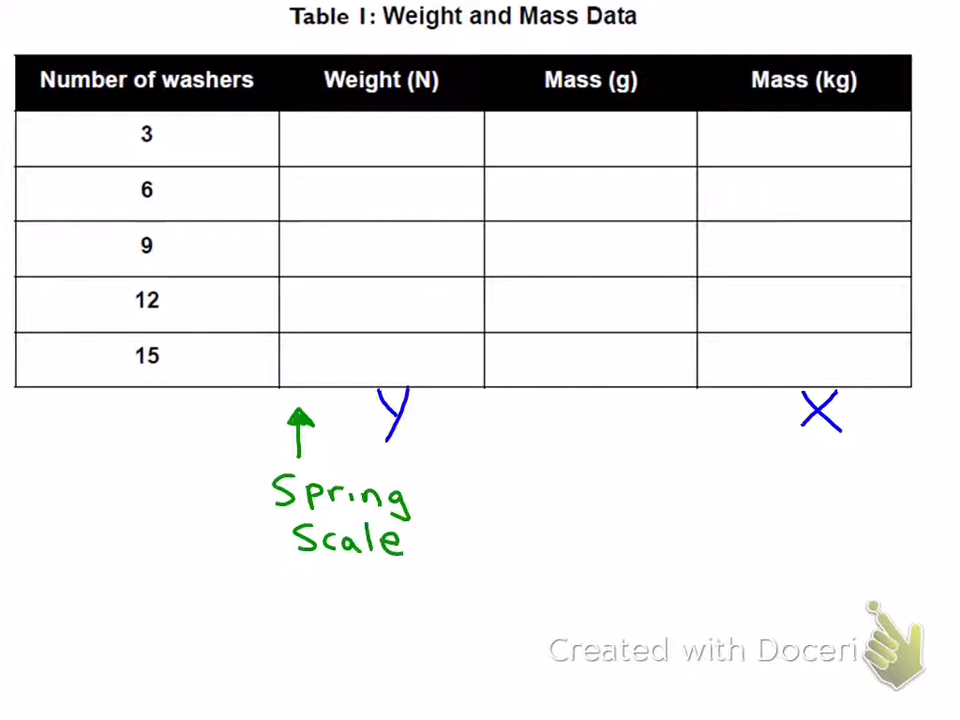 Table 1: Weight and Mass Data
Number of washers Weight (N) Mass (g) Mass (kg)
3
6
9
12
15
y x
Spring
Scale
Created with Doceri